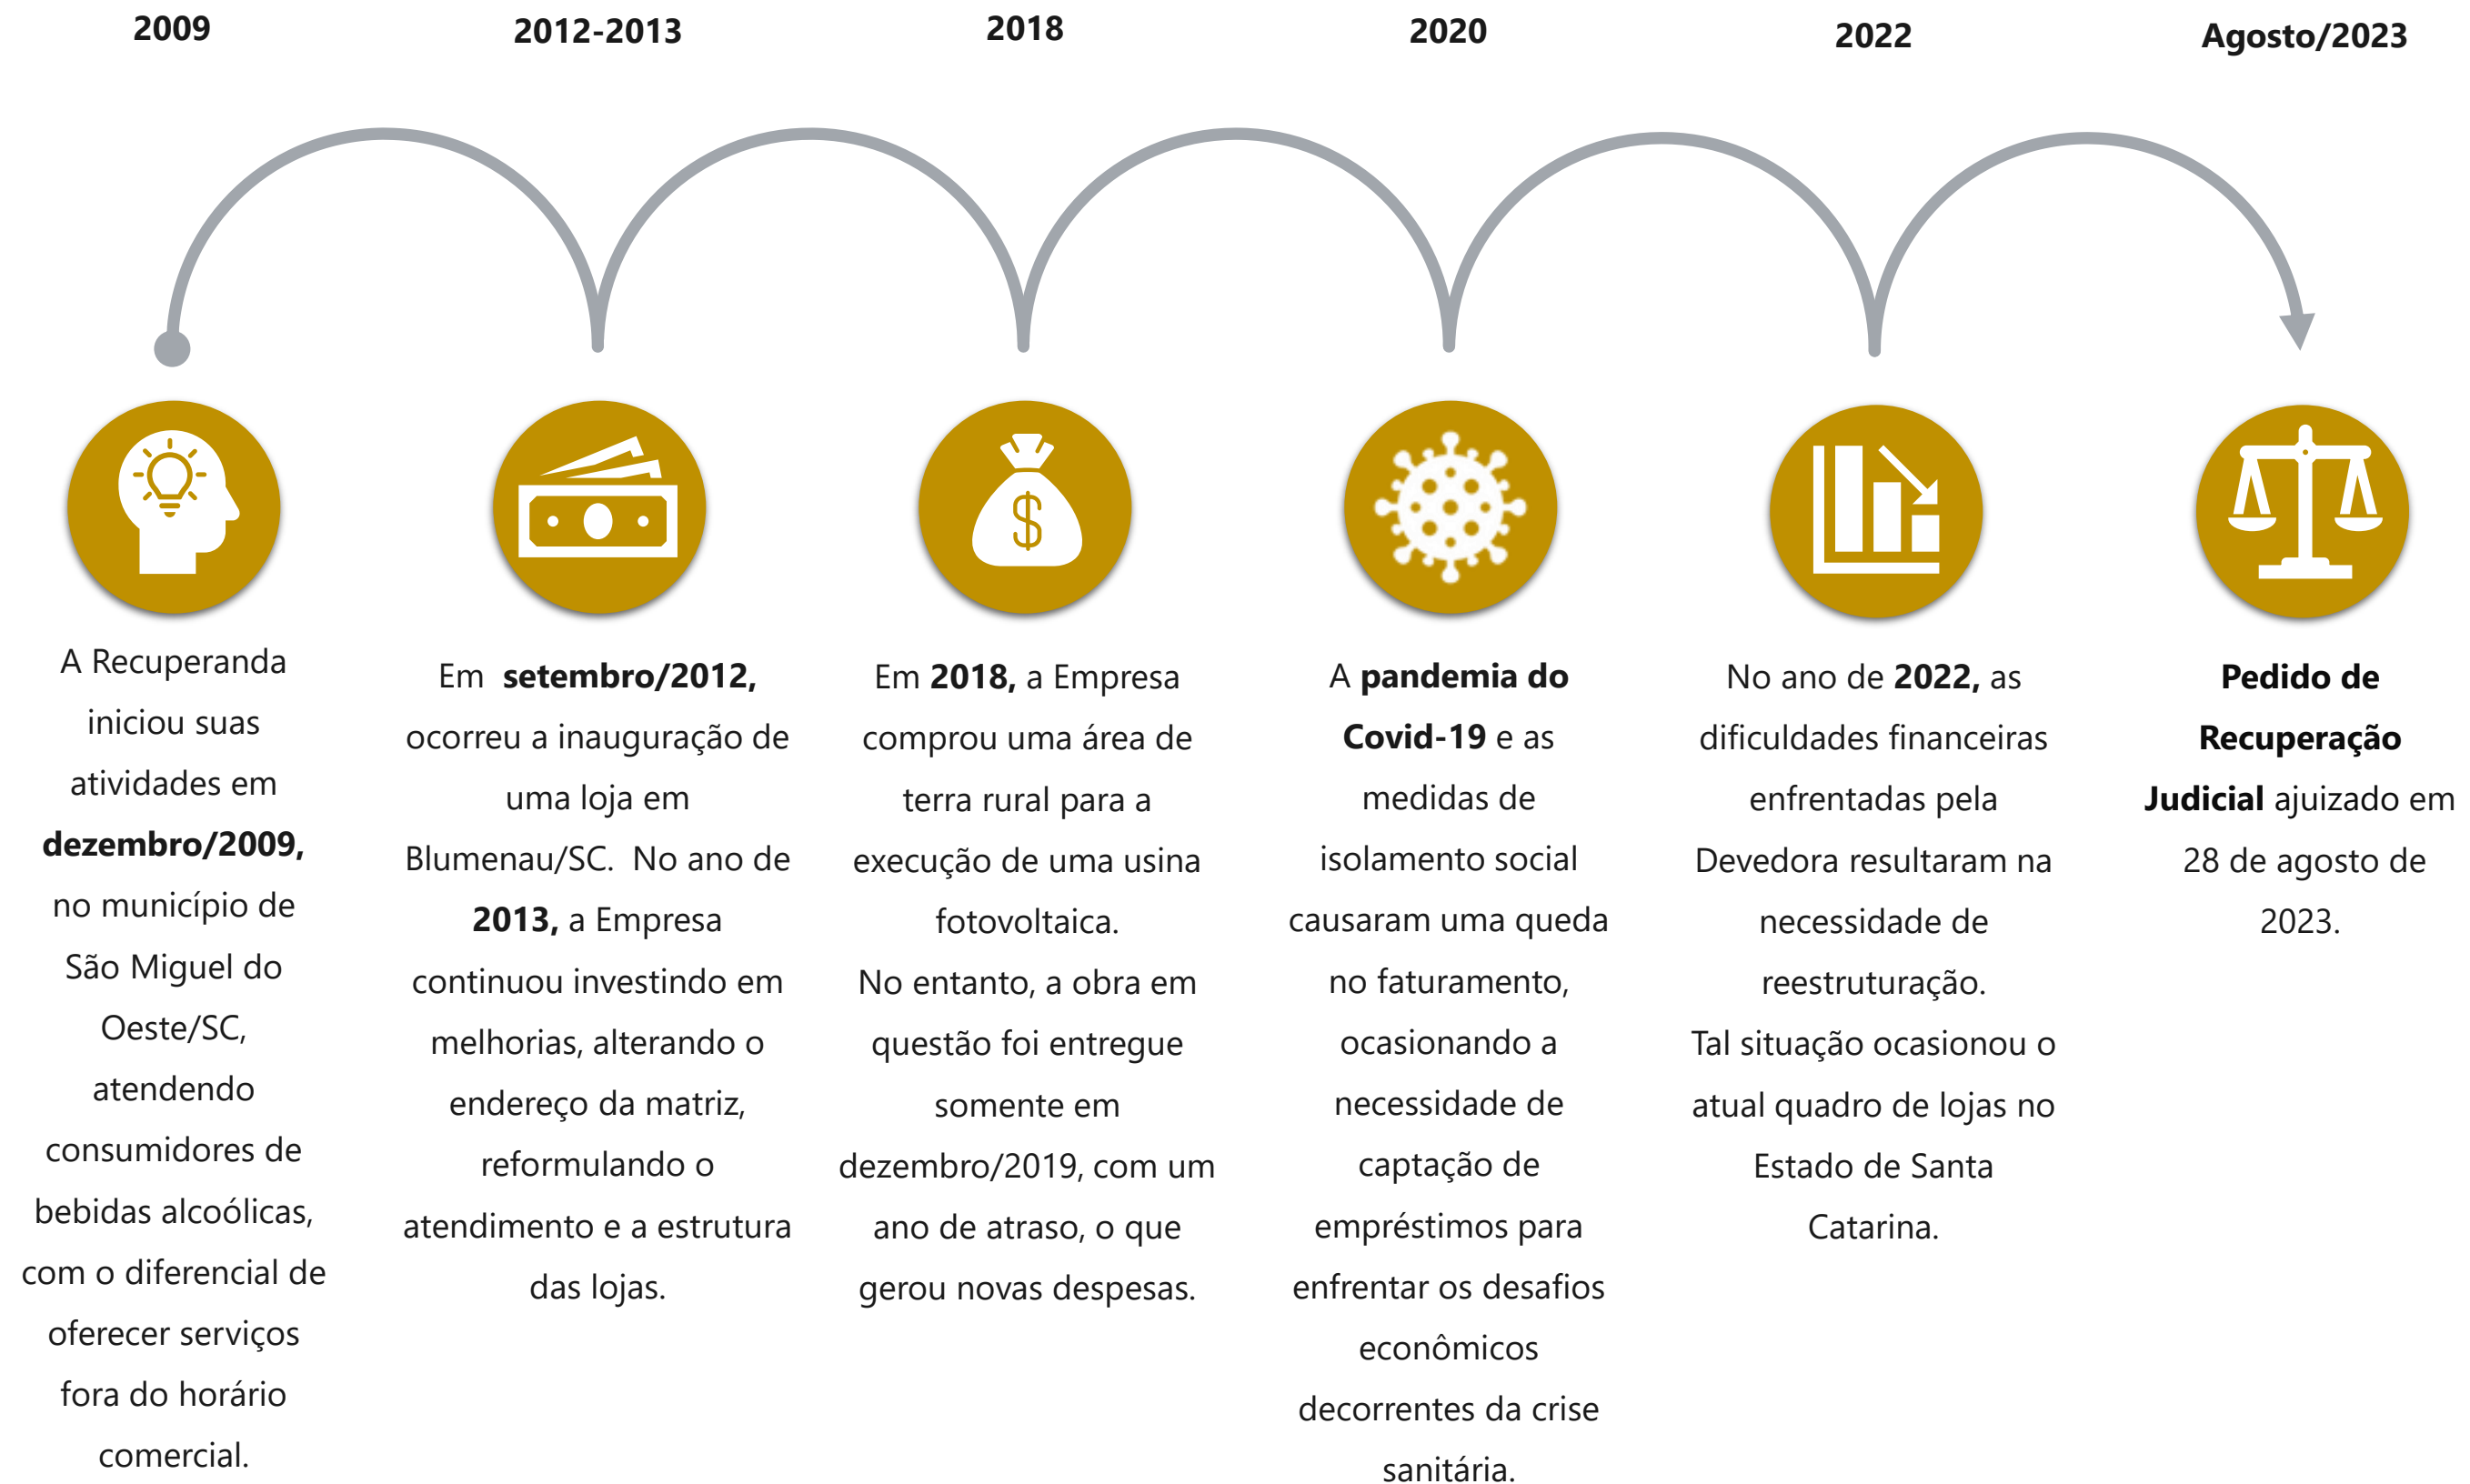 2009
2012-2013
2018
2020
2022
Agosto/2023
A Recuperanda
iniciou suas
atividades em
dezembro/2009,
no município de
São Miguel do
Oeste/SC,
atendendo
consumidores de
bebidas alcoólicas,
com o diferencial de
oferecer serviços
fora do horário
comercial.
Em setembro/2012,
ocorreu a inauguração de
uma loja em
Blumenau/SC. No ano de
2013, a Empresa
continuou investindo em
melhorias, alterando o
endereço da matriz,
reformulando o
atendimento e a estrutura
das lojas.
Em 2018, a Empresa
comprou uma área de
terra rural para a
execução de uma usina
fotovoltaica.
No entanto, a obra em
questão foi entregue
somente em
dezembro/2019, com um
ano de atraso, o que
gerou novas despesas.
A pandemia do
Covid-19 e as
medidas de
isolamento social
causaram uma queda
no faturamento,
ocasionando a
necessidade de
captação de
empréstimos para
enfrentar os desafios
econômicos
decorrentes da crise
sanitária.
No ano de 2022, as
dificuldades financeiras
enfrentadas pela
Devedora resultaram na
necessidade de
reestruturação.
Tal situação ocasionou o
atual quadro de lojas no
Estado de Santa
Catarina.
Pedido de
Recuperação
Judicial ajuizado em
28 de agosto de
2023.